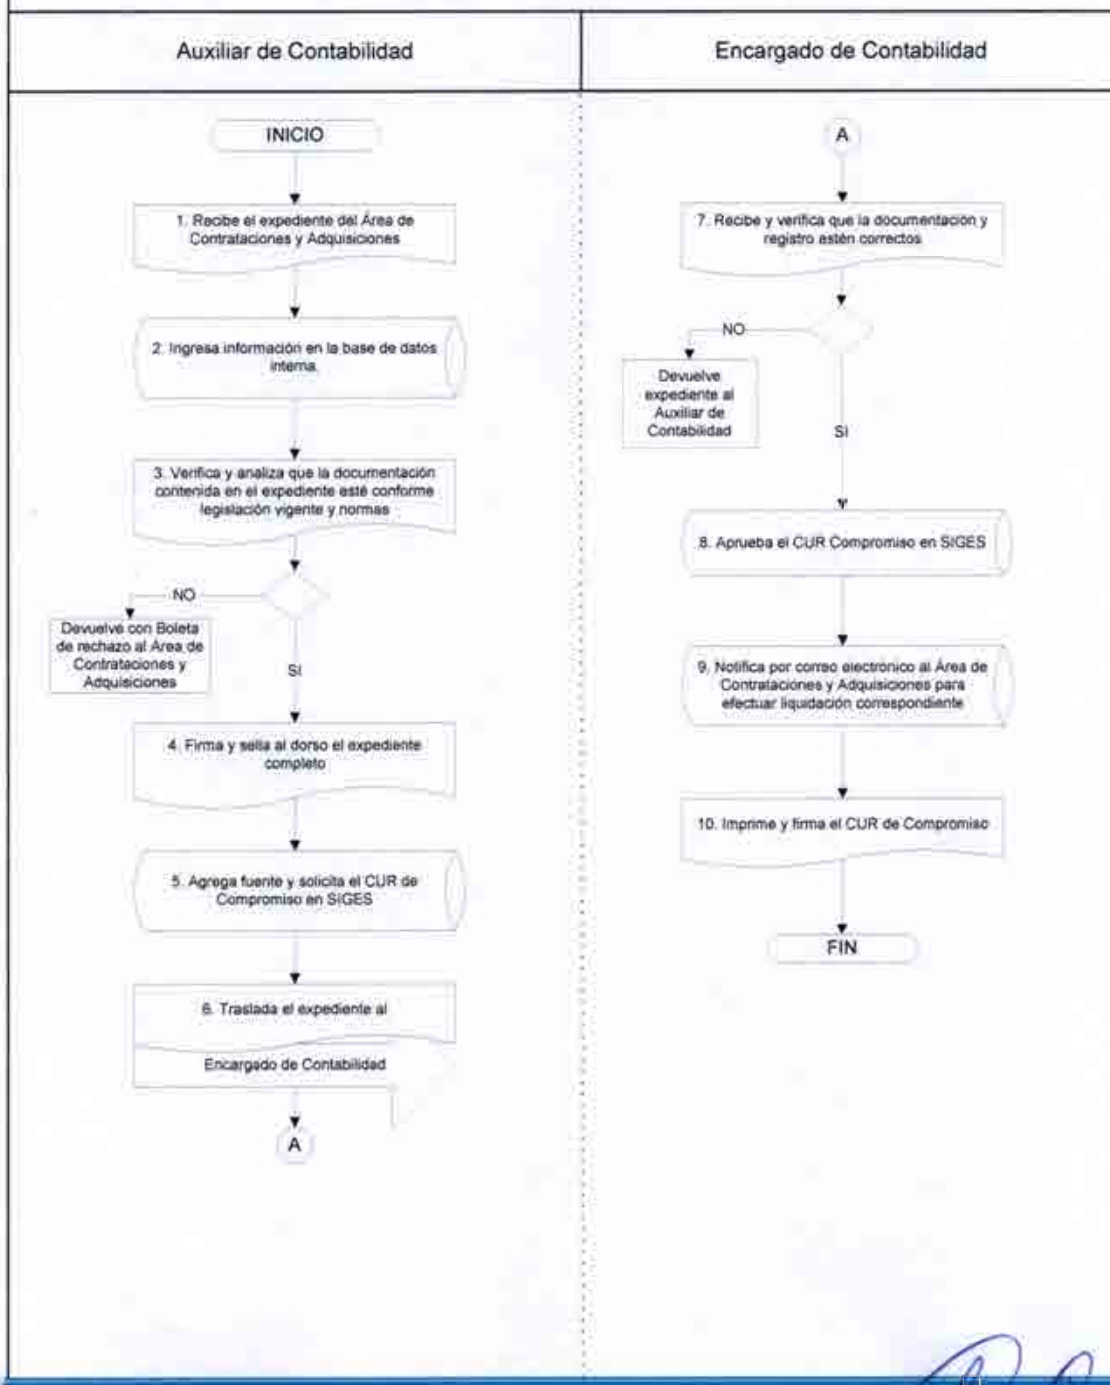 Auxiliar de Contabilidad
INICIO
1. Recibe el expediente del Área de
Contrataciones y Adquisiciones
2. Ingresa información en la base de datos
interna.
3. Verifica y analiza que la documentación
contenida en el expediente esté conforme
legislación vigente y normas
NO
Devuelve con Boleta
de rechazo al Área de
Contrataciones y
Adquisiciones
SI
4. Firma y sella al dorso el expediente
completo
5. Agrega fuente y solicita el CUR de
Compromiso en SIGES
6. Traslada el expediente al
Encargado de Contabilidad
A
Encargado de Contabilidad
A
7. Recibe y verifica que la documentación y
registro estén correctos
NO
Devuelve
expediente al
Auxiliar de
Contabilidad
SI
8. Aprueba el CUR Compromiso en SIGES
9. Notifica por correo electrónico al Área de
Contrataciones y Adquisiciones para
efectuar liquidación correspondiente
10. Imprime y firma el CUR de Compromiso
FIN